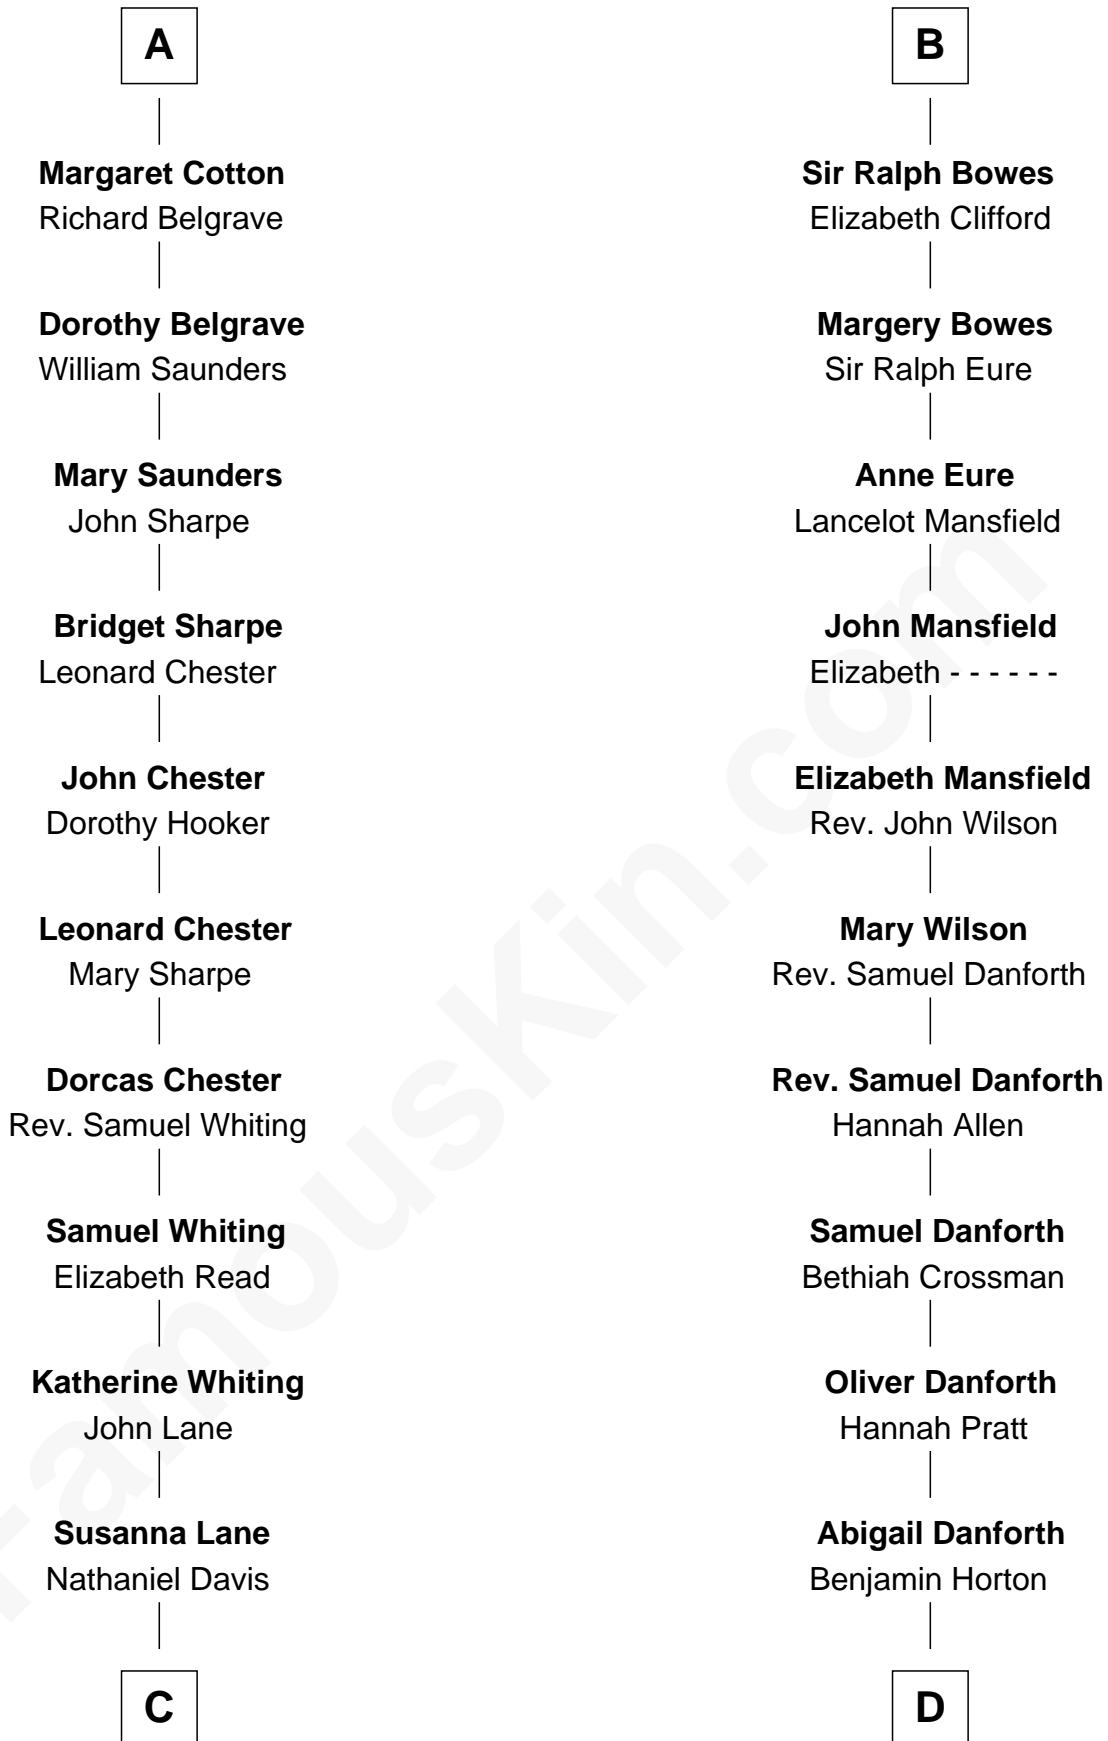 A
Margaret Cotton
Richard Belgrave
Dorothy Belgrave
William Saunders
Mary Saunders
John Sharpe
Bridget Sharpe
Leonard Chester
John Chester
Dorothy Hooker
Leonard Chester
Mary Sharpe
Dorcas Chester
Rev. Samuel Whiting
Samuel Whiting
Elizabeth Read
Katherine Whiting
John Lane
Susanna Lane
Nathaniel Davis
C
B
Sir Ralph Bowes
Elizabeth Clifford
Margery Bowes
Sir Ralph Eure
Anne Eure
Lancelot Mansfield
John Mansfield
Elizabeth - - - - - -
Elizabeth Mansfield
Rev. John Wilson
Mary Wilson
Rev. Samuel Danforth
Rev. Samuel Danforth
Hannah Allen
Samuel Danforth
Bethiah Crossman
Oliver Danforth
Hannah Pratt
Abigail Danforth
Benjamin Horton
D
FamousKin.com